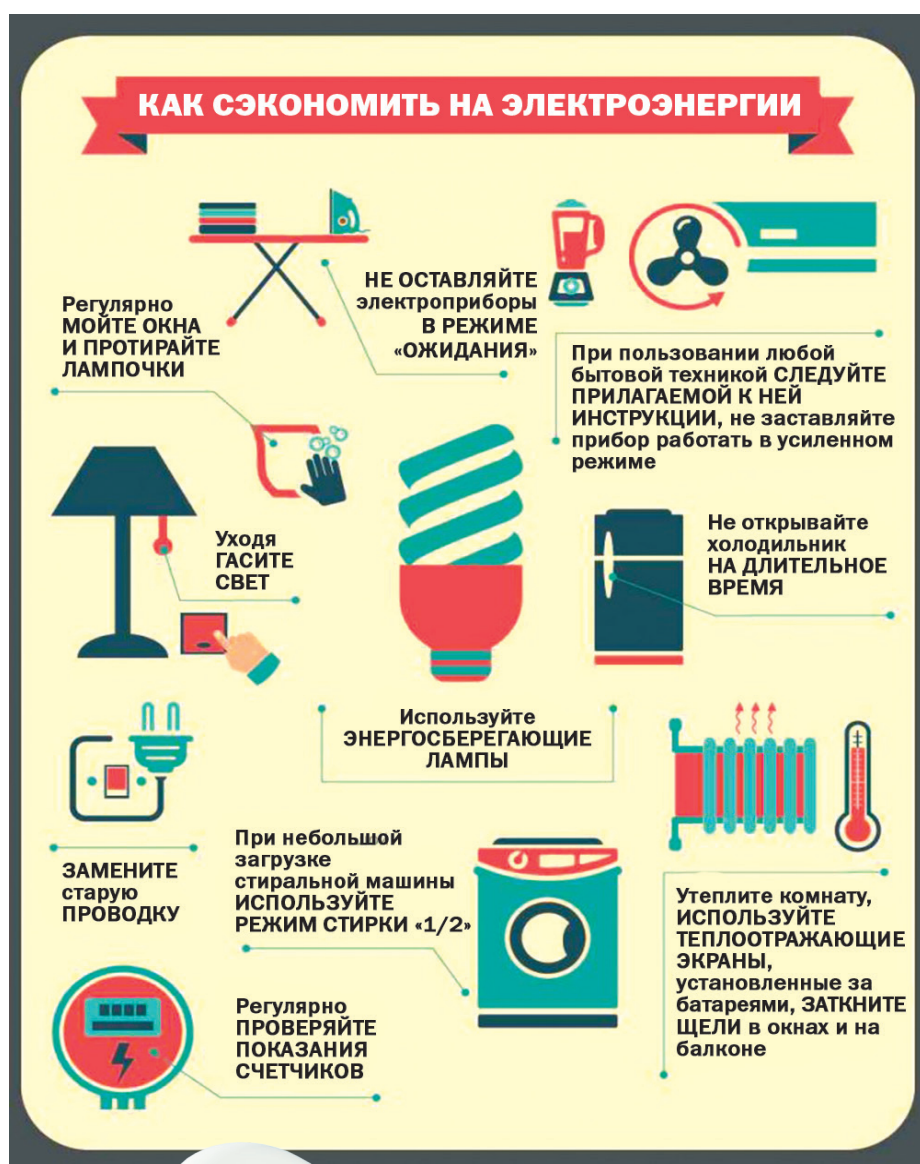 КАК СЭКОНОМИТЬ НА ЭЛЕКТРОЭНЕРГИИ
НЕ ОСТАВЛЯЙТЕ
электроприборы
В РЕЖИМЕ
«ОЖИДАНИЯ»
Регулярно
МОЙТЕ ОКНА
И ПРОТИРАЙТЕ
ЛАМПОЧКИ
При пользовании любой
бытовой техникой СЛЕДУЙТЕ
ПРИЛАГАЕМОЙ К НЕЙ
ИНСТРУКЦИИ, не заставляйте
прибор работать в усиленном
режиме
Уходя
ГАСИТЕ
СВЕТ
Не открывайте
холодильник
НА ДЛИТЕЛЬНОЕ
ВРЕМЯ
Используйте
ЭНЕРГОСБЕРЕГАЮЩИЕ
ЛАМПЫ
ЗАМЕНИТЕ
старую
ПРОВОДКУ
При небольшой
загрузке
стиральной машины
ИСПОЛЬЗУЙТЕ
РЕЖИМ СТИРКИ «1/2»
Утеплите комнату,
ИСПОЛЬЗУЙТЕ
ТЕПЛООТРАЖАЮЩИЕ
ЭКРАНЫ,
установленные за
батареями, ЗАТКНИТЕ
ЩЕЛИ в окнах и на
балконе
Регулярно
ПРОВЕРЯЙТЕ
ПОКАЗАНИЯ
СЧЕТЧИКОВ